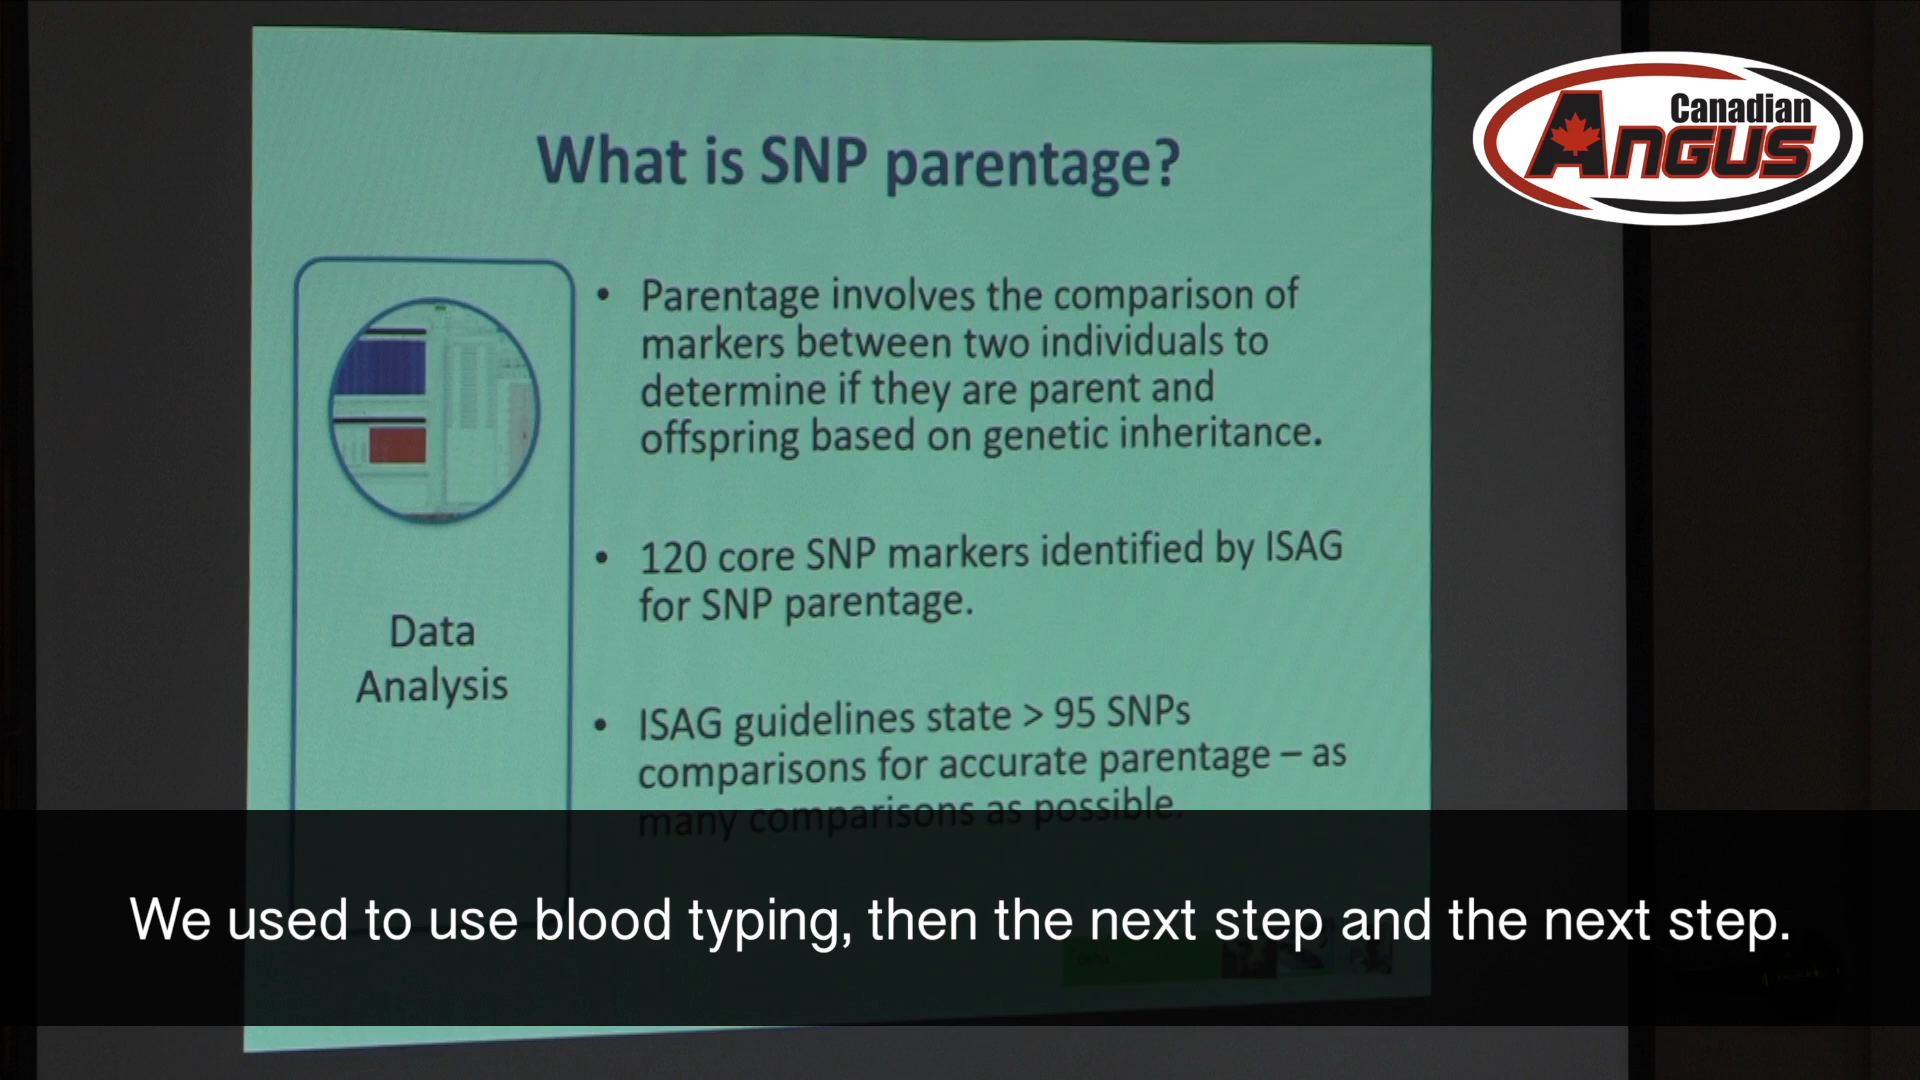 What is SNP parentage?
Canadian
Angus
• Parentage involves the comparison of
markers between two individuals to
determine if they are parent and
offspring based on genetic inheritance.
• 120 core SNP markers identified by ISAG
for SNP parentage.
• ISAG guidelines state > 95 SNPs
comparisons for accurate parentage – as
many comparisons as possible.
Data
Analysis
We used to use blood typing, then the next step and the next step.